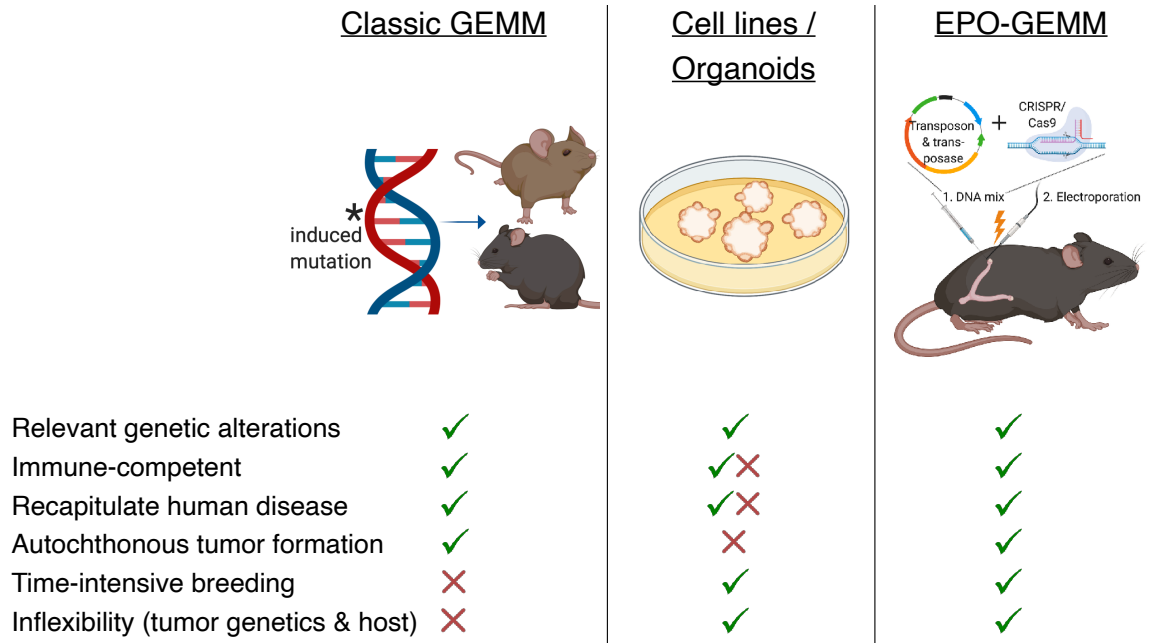 Classic GEMM
Cell lines /
Organoids
EPO-GEMM
*
induced
mutation
Transposon
& trans-
posase
+
CRISPR/
Cas9
1. DNA mix
2. Electroporation
Relevant genetic alterations ✓ ✓ ✓
Immune-competent ✓ ✓✗ ✓
Recapitulate human disease ✓ ✓✗ ✓
Autochthonous tumor formation ✓ ✗ ✓
Time-intensive breeding ✗ ✓ ✓
Inflexibility (tumor genetics & host) ✗ ✓ ✓